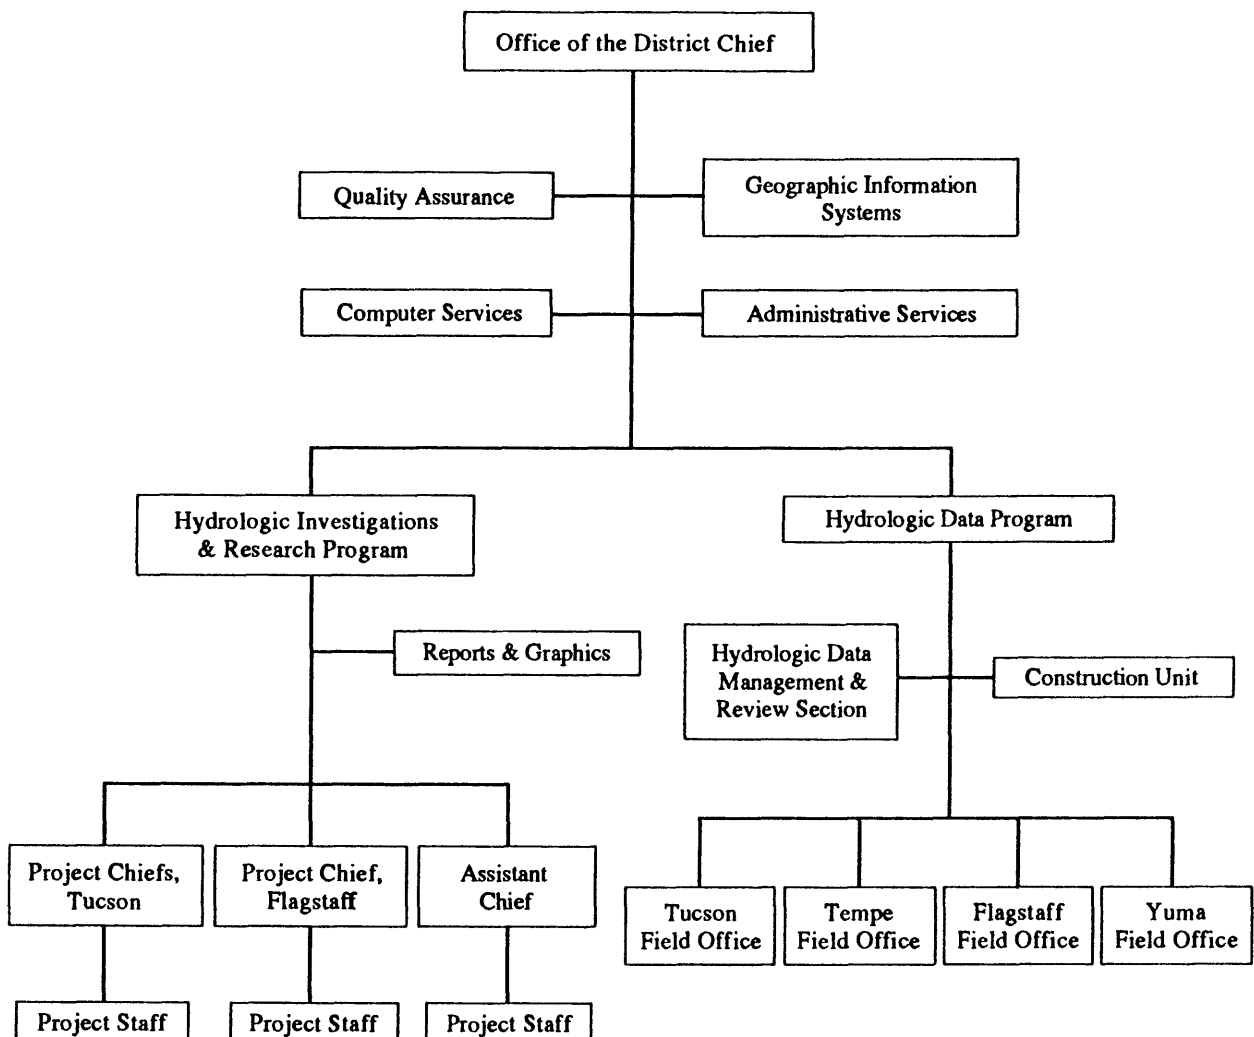 Office of the District Chief
Quality Assurance
Geographic Information
Systems
Computer Services
Administrative Services
Hydrologic Investigations
& Research Program
Hydrologic Data Program
Reports & Graphics
Hydrologic Data
Management &
Review Section
Construction Unit
Project Chiefs,
Tucson
Project Chief,
Flagstaff
Assistant
Chief
Tucson
Field Office
Tempe
Field Office
Flagstaff
Field Office
Yuma
Field Office
Project Staff
Project Staff
Project Staff